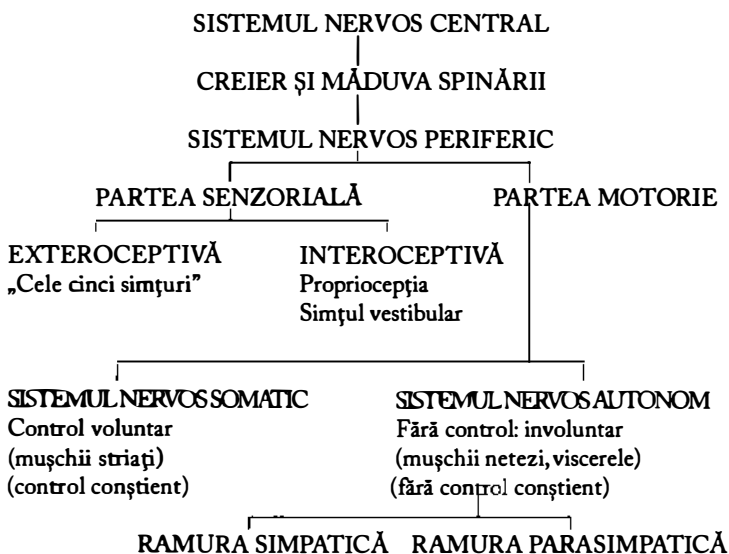 SISTEMUL NERVOS CENTRAL
CREIER ȘI MĂDUVA SPINĂRII
SISTEMUL NERVOS PERIFERIC
PARTEA SENZORIALĂ PARTEA MOTORIE
EXTEROCEPTIVĂ INTEROCEPTIVĂ
„Cele cinci simțuri” Propriocepția
Simțul vestibular
SISTEMUL NERVOS SOMATIC SISTEMUL NERVOS AUTONOM
Control voluntar Fără control: involuntar
(mușchii striați) (mușchii netezi, viscerele)
(control conștient) (fără control conștient)
RAMURA SIMPATICĂ RAMURA PARASIMPATICĂ